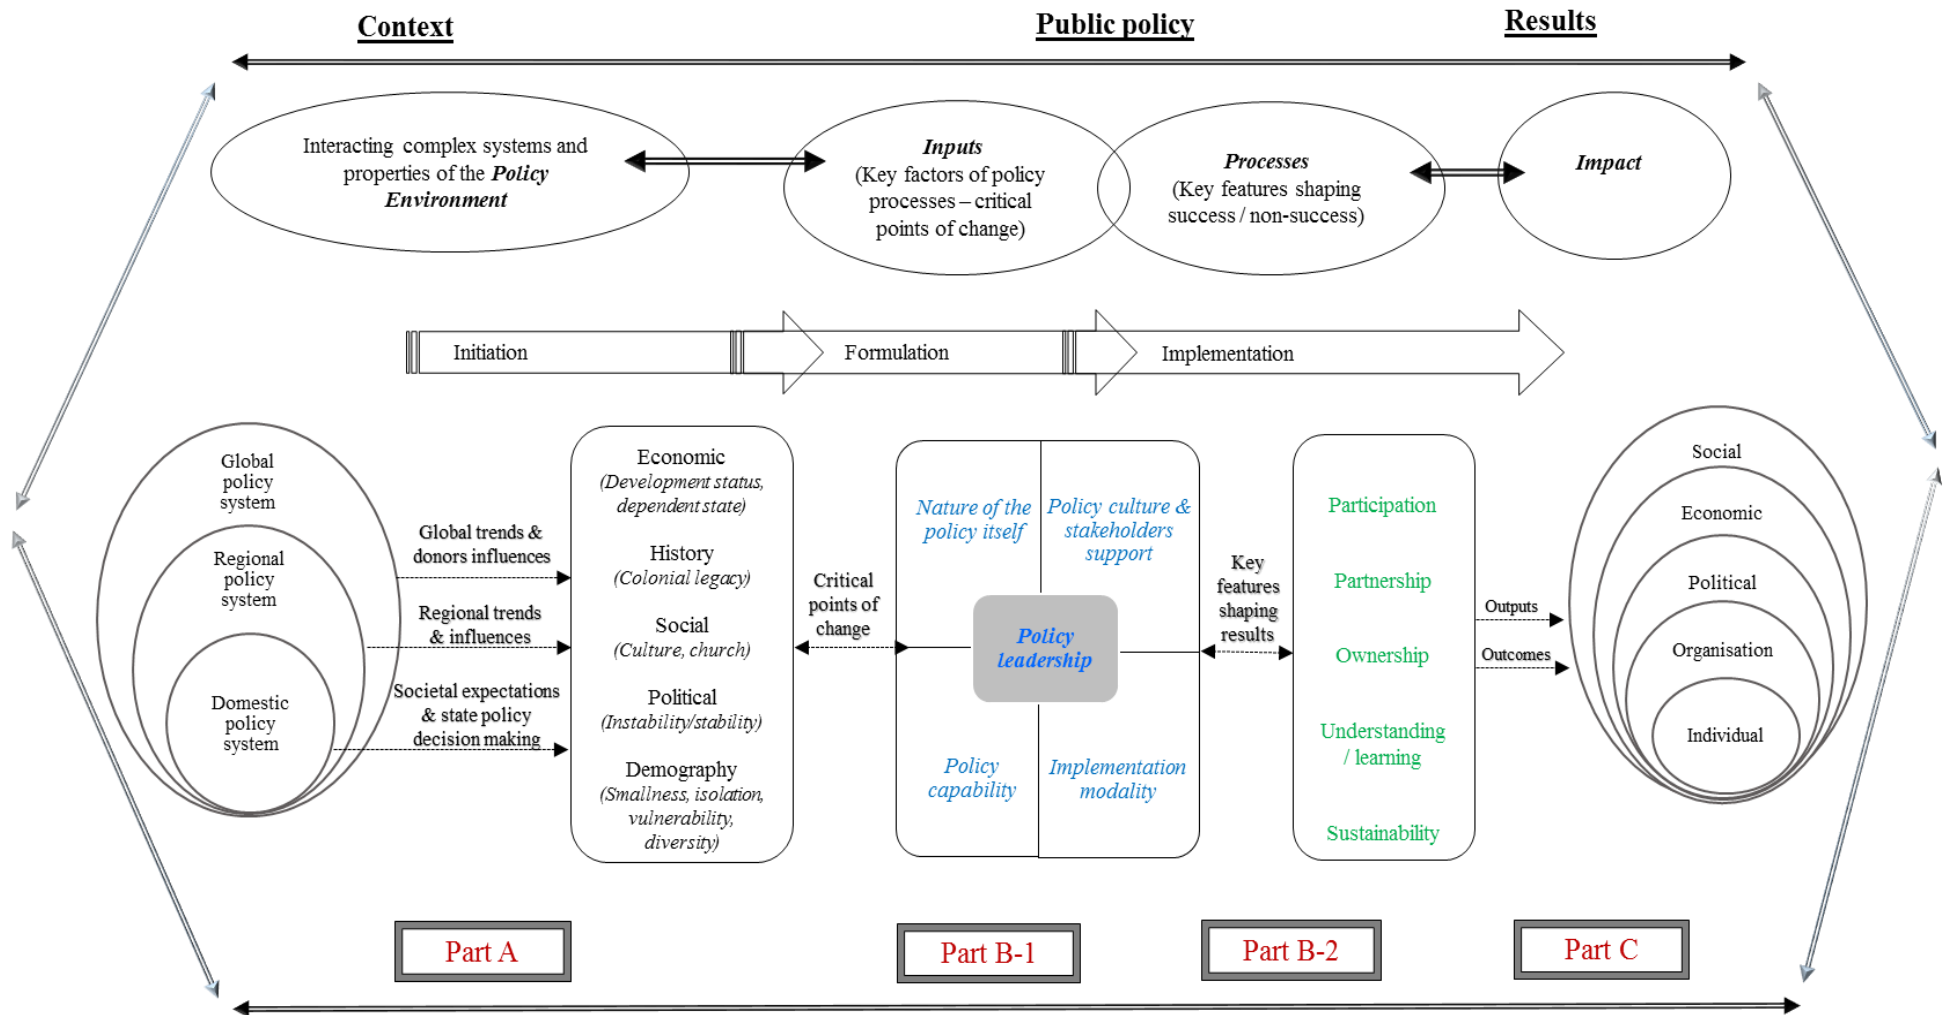 Context
Public policy
Results
Interacting complex systems and
properties of the Policy
Environment
Inputs
(Key factors of policy
processes – critical
points of change)
Processes
(Key features shaping
success / non-success)
Impact
Initiation
Formulation
Implementation
Global
policy
system
Regional
policy
system
Domestic
policy
system
Global trends &
donors influences
Regional trends
& influences
Societal expectations
& state policy
decision making
Economic
(Development status,
dependent state)
History
(Colonial legacy)
Social
(Culture, church)
Political
(Instability/stability)
Demography
(Smallness, isolation,
vulnerability,
diversity)
Critical
points of
change
Nature of the
policy itself
Policy culture &
stakeholders
support
Policy
leadership
Policy
capability
Implementation
modality
Key
features
shaping
results
Participation
Partnership
Ownership
Understanding
/ learning
Sustainability
Outputs
Outcomes
Social
Economic
Political
Organisation
Individual
Part A
Part B-1
Part B-2
Part C